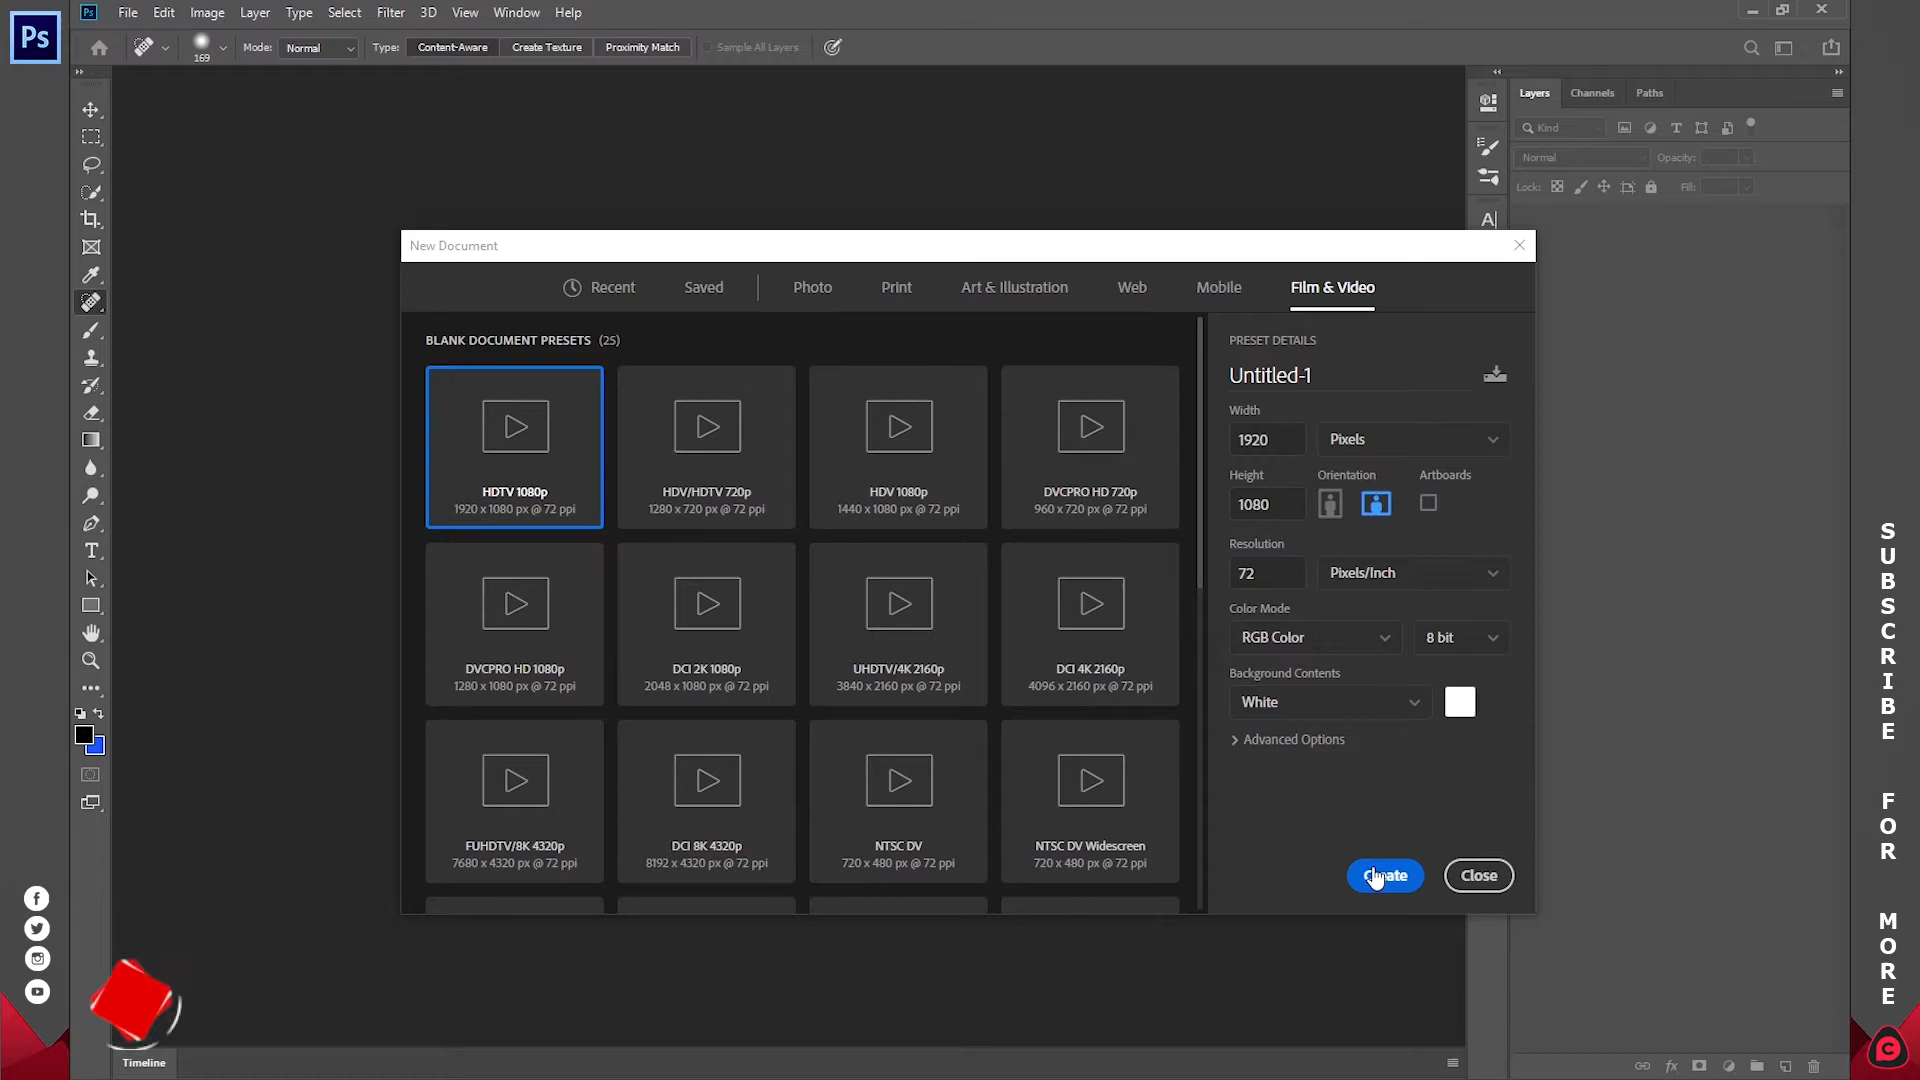 Ps
Ps File Edit Image Layer Type Select Filter 3D View Window Help
169 Mode: Normal Type: Content-Aware Create Texture Proximity Match Sample All Layers
Layers Channels Paths
Kind
Normal Opacity:
Lock: Fill:
New Document
Recent Saved Photo Print Art & Illustration Web Mobile Film & Video
BLANK DOCUMENT PRESETS (25)
HDTV 1080p
1920 x 1080 px @ 72 ppi
HDV/HDTV 720p
1280 x 720 px @ 72 ppi
HDV 1080p
1440 x 1080 px @ 72 ppi
DVCPRO HD 720p
960 x 720 px @ 72 ppi
DVCPRO HD 1080p
1280 x 1080 px @ 72 ppi
DCI 2K 1080p
2048 x 1080 px @ 72 ppi
UHDTV/4K 2160p
3840 x 2160 px @ 72 ppi
DCI 4K 2160p
4096 x 2160 px @ 72 ppi
FUHDTV/8K 4320p
7680 x 4320 px @ 72 ppi
DCI 8K 4320p
8192 x 4320 px @ 72 ppi
NTSC DV
720 x 480 px @ 72 ppi
NTSC DV Widescreen
720 x 480 px @ 72 ppi
PRESET DETAILS
Untitled-1
Width
1920 Pixels
Height Orientation Artboards
1080
Resolution
72 Pixels/Inch
Color Mode
RGB Color 8 bit
Background Contents
White
Advanced Options
Create Close
Timeline
SUBSCRIBE FOR MORE